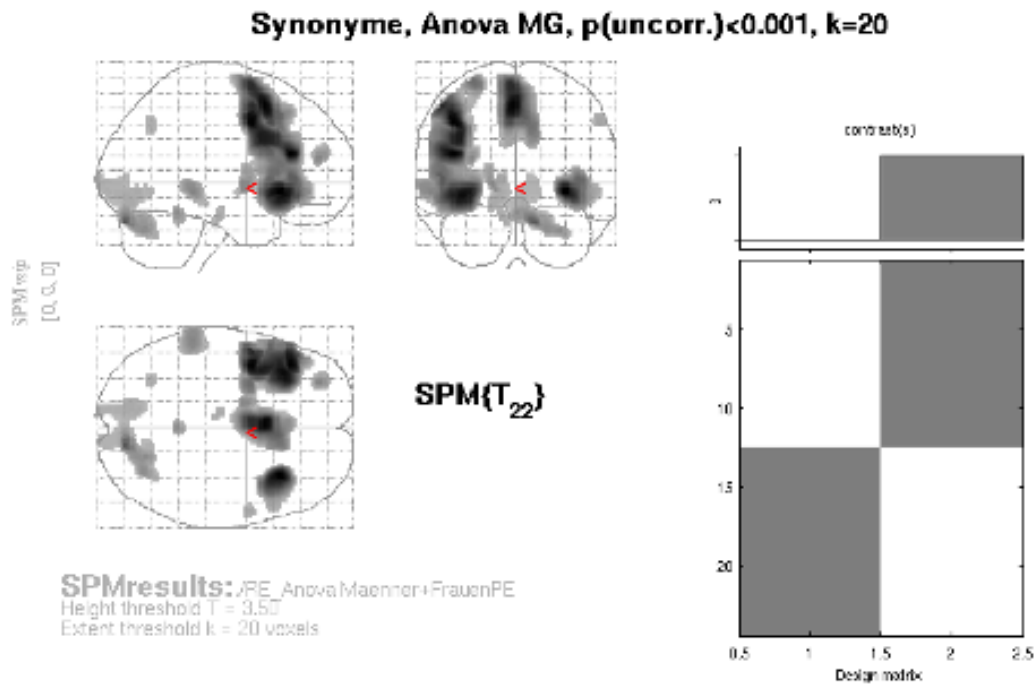 Synonyme, Anova MG, p(uncorr.)<0.001, k=20
contrast(s)
SPMmip
[0, 0, 0]
<
<
<
SPM{T22}
5
10
15
20
0.5 1 1.5 2 2.5
Design matrix
SPMresults: ./RE_Anova Maenner+FrauenPE
Height threshold T = 3.50
Extent threshold k = 20 voxels